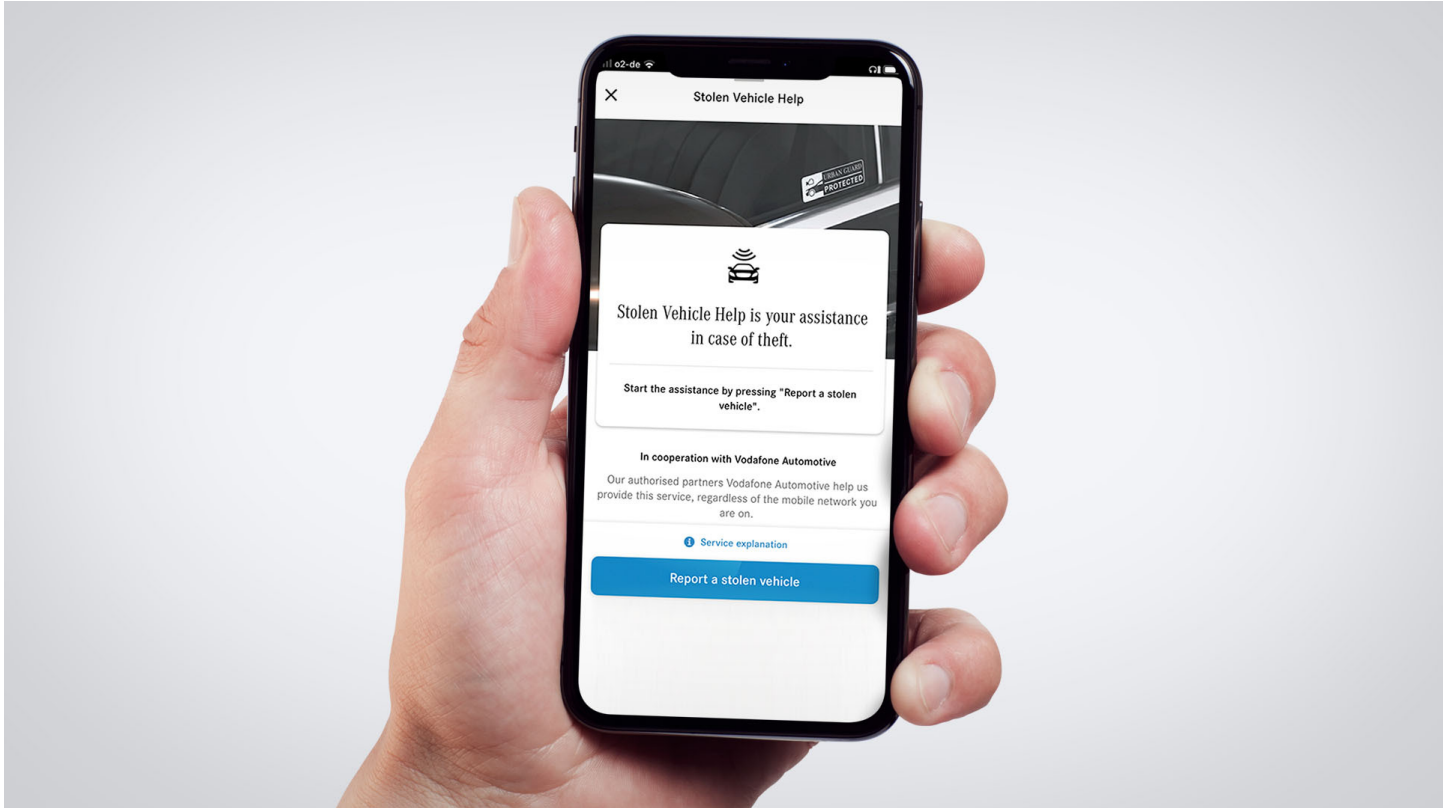 o2-de
Stolen Vehicle Help
URBAN GUARD
PROTECTED
Stolen Vehicle Help is your assistance
in case of theft.
Start the assistance by pressing "Report a stolen
vehicle".
In cooperation with Vodafone Automotive
Our authorised partners Vodafone Automotive help us
provide this service, regardless of the mobile network you
are on.
Service explanation
Report a stolen vehicle